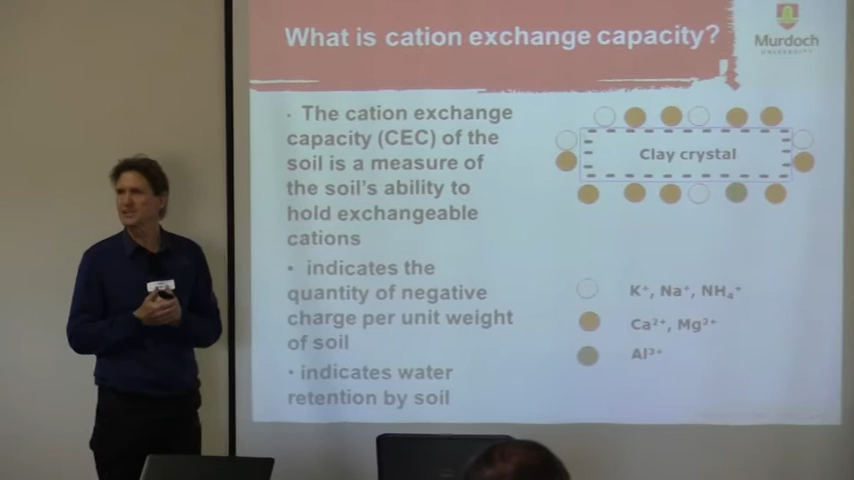 What is cation exchange capacity?
Murdoch
UNIVERSITY
· The cation exchange
capacity (CEC) of the
soil is a measure of
the soil's ability to
hold exchangeable
cations
• indicates the
quantity of negative
charge per unit weight
of soil
• indicates water
retention by soil
Clay crystal
K⁺, Na⁺, NH₄⁺
Ca²⁺, Mg²⁺
Al³⁺